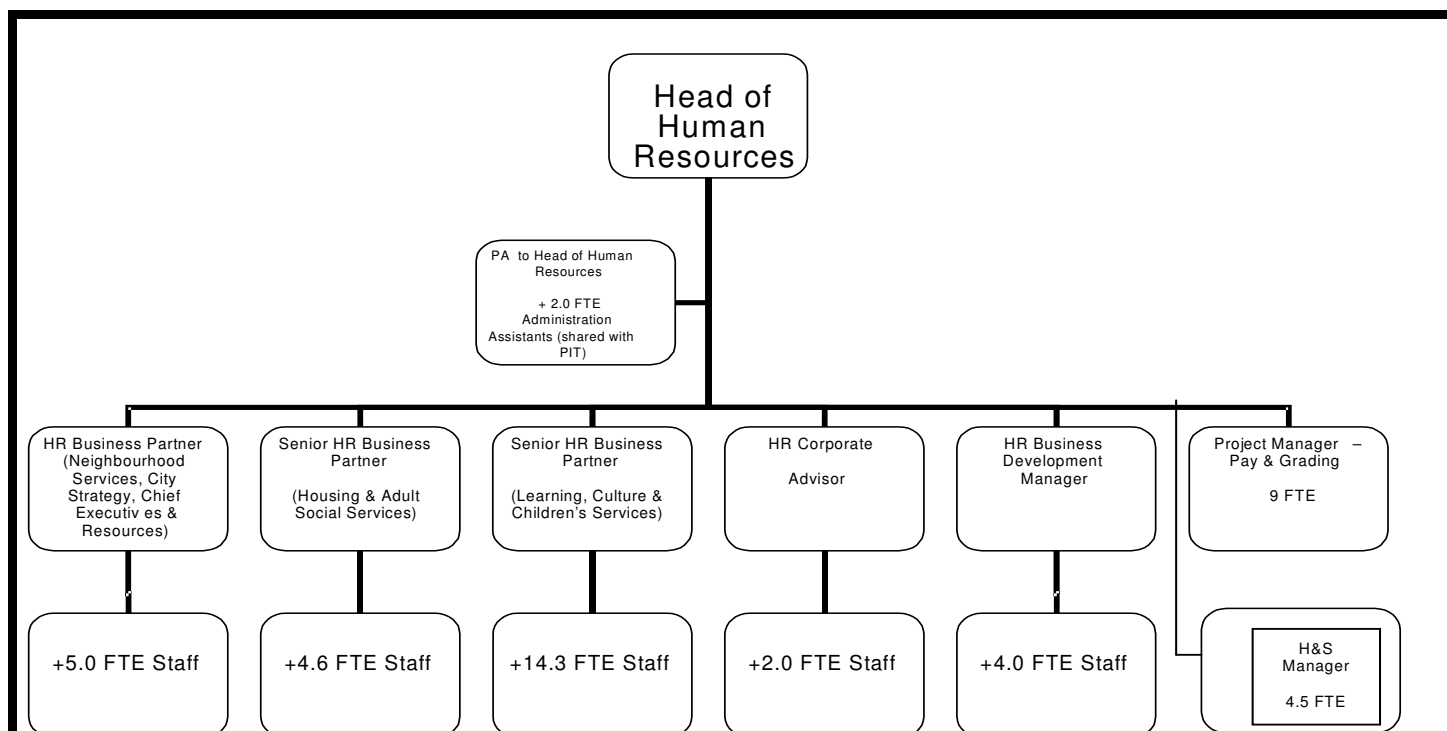 Head of
Human
Resources
PA to Head of Human
Resources
+ 2.0 FTE
Administration
Assistants (shared with
PIT)
HR Business Partner
(Neighbourhood
Services, City
Strategy, Chief
Executiv es &
Resources)
Senior HR Business
Partner
(Housing & Adult
Social Services)
Senior HR Business
Partner
(Learning, Culture &
Children’s Services)
HR Corporate
Advisor
HR Business
Development
Manager
Project Manager –
Pay & Grading
9 FTE
+5.0 FTE Staff
+4.6 FTE Staff
+14.3 FTE Staff
+2.0 FTE Staff
+4.0 FTE Staff
H&S
Manager
4.5 FTE